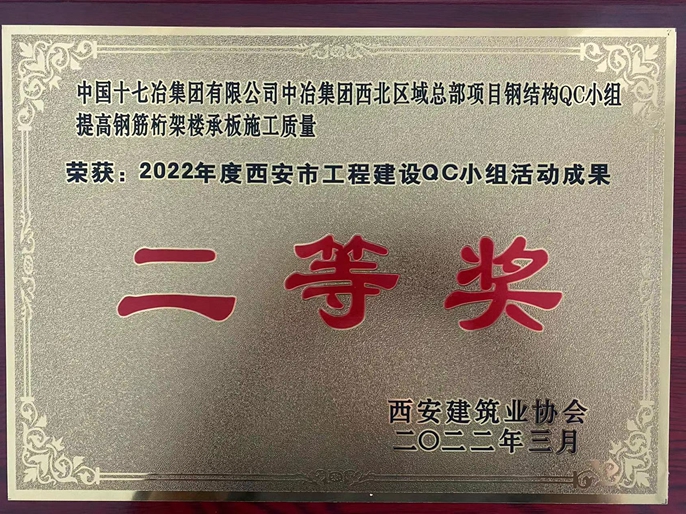 中国十七冶集团有限公司中冶集团西北区域总部项目钢结构QC小组
提高钢筋桁架楼承板施工质量
荣获：2022年度西安市工程建设QC小组活动成果
二等奖
西安建筑业协会
二〇二二年三月